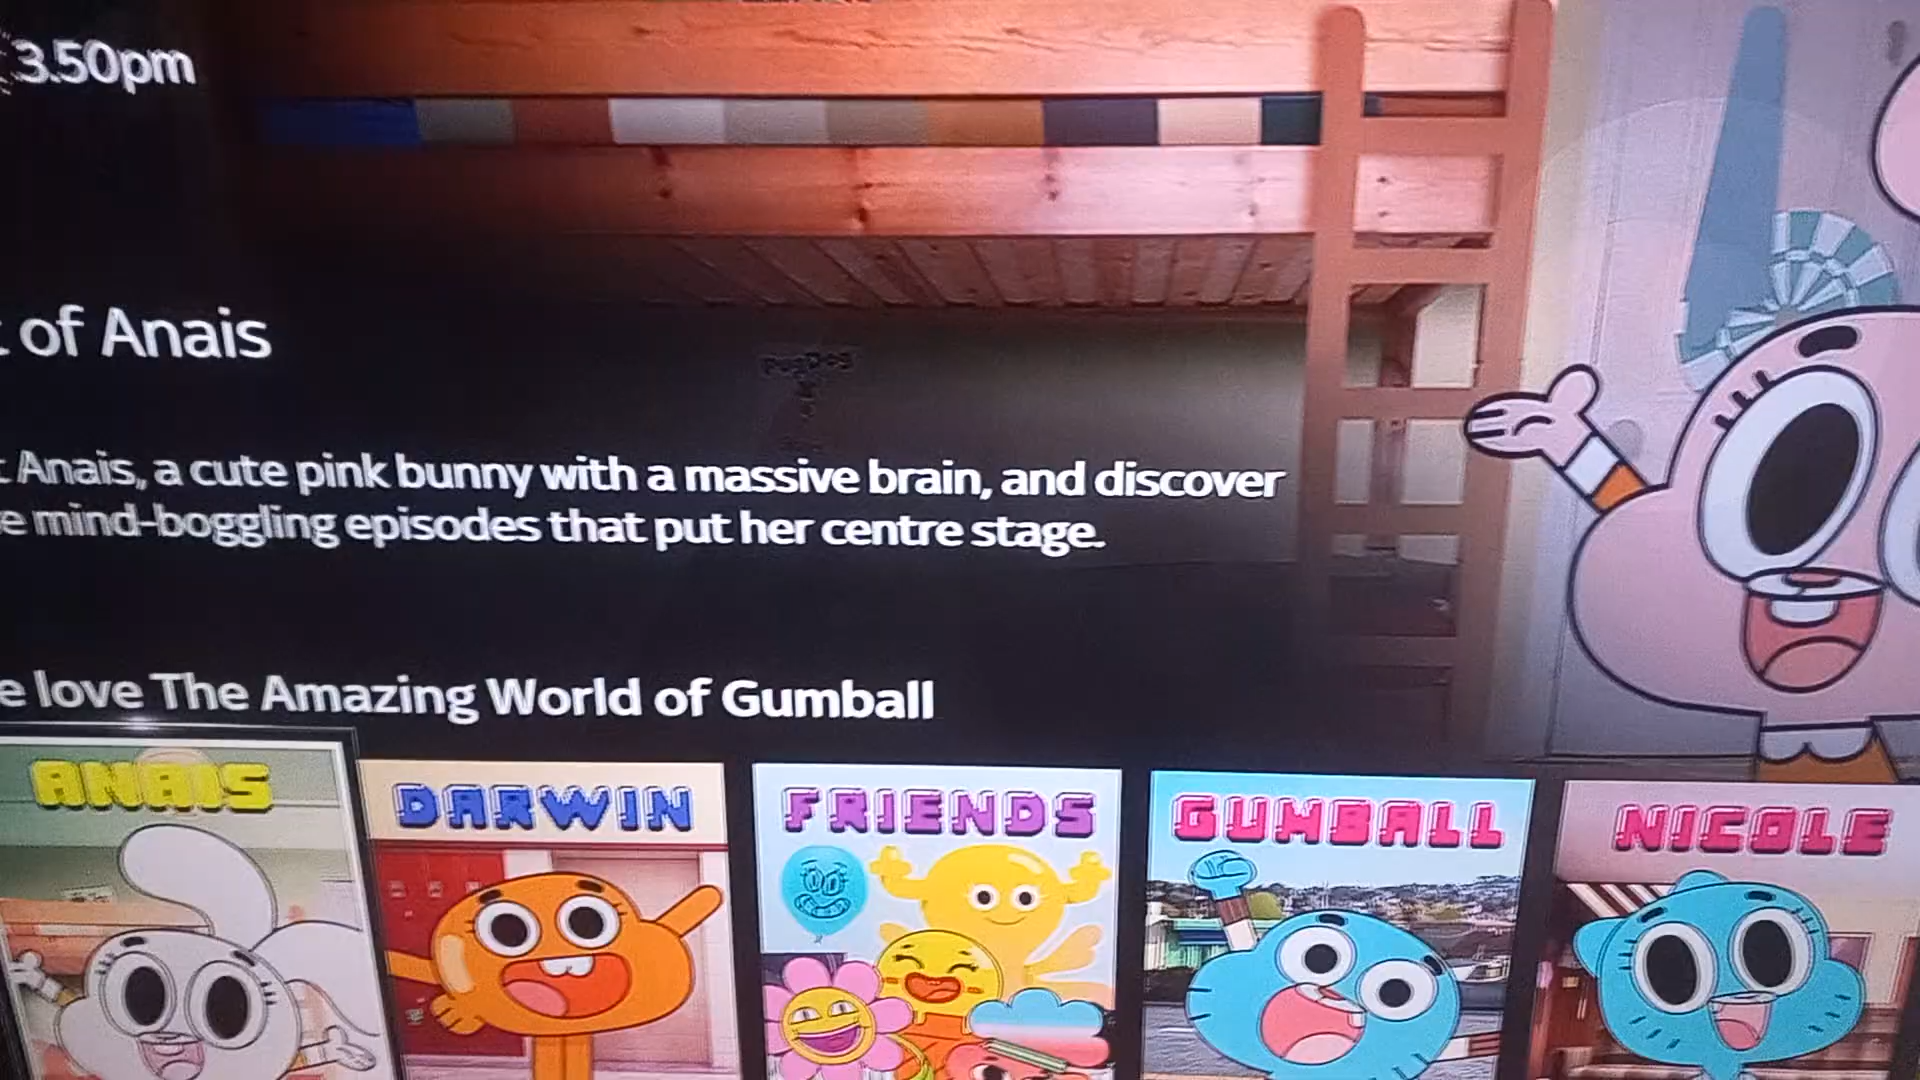 3.50pm
of Anais
Anais, a cute pink bunny with a massive brain, and discover
mind-boggling episodes that put her centre stage.
love The Amazing World of Gumball
ANAIS
DARWIN
FRIENDS
GUMBALL
NICOLE